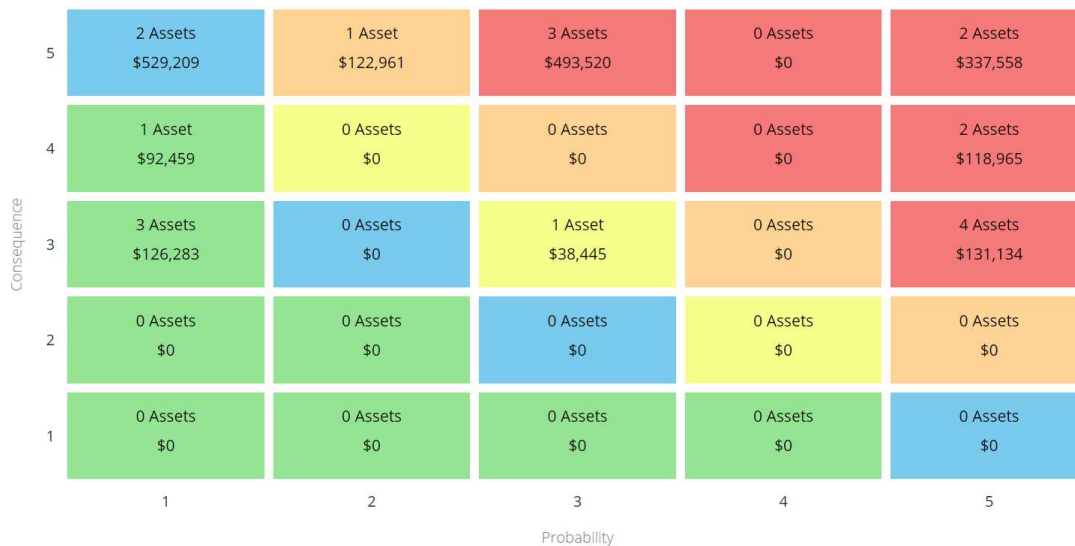 2 Assets
$529,209
1 Asset
$122,961
3 Assets
$493,520
0 Assets
$0
2 Assets
$337,558
5
1 Asset
$92,459
0 Assets
$0
0 Assets
$0
0 Assets
$0
2 Assets
$118,965
4
3 Assets
$126,283
0 Assets
$0
1 Asset
$38,445
0 Assets
$0
4 Assets
$131,134
3
Consequence
0 Assets
$0
0 Assets
$0
0 Assets
$0
0 Assets
$0
0 Assets
$0
2
0 Assets
$0
0 Assets
$0
0 Assets
$0
0 Assets
$0
0 Assets
$0
1
1
2
3
4
5
Probability